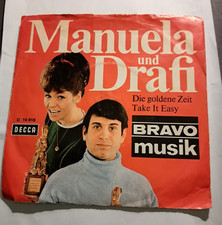 Manuela
und
Drafi
Die goldene Zeit
Take It Easy
DECCA
BRAVO
musik